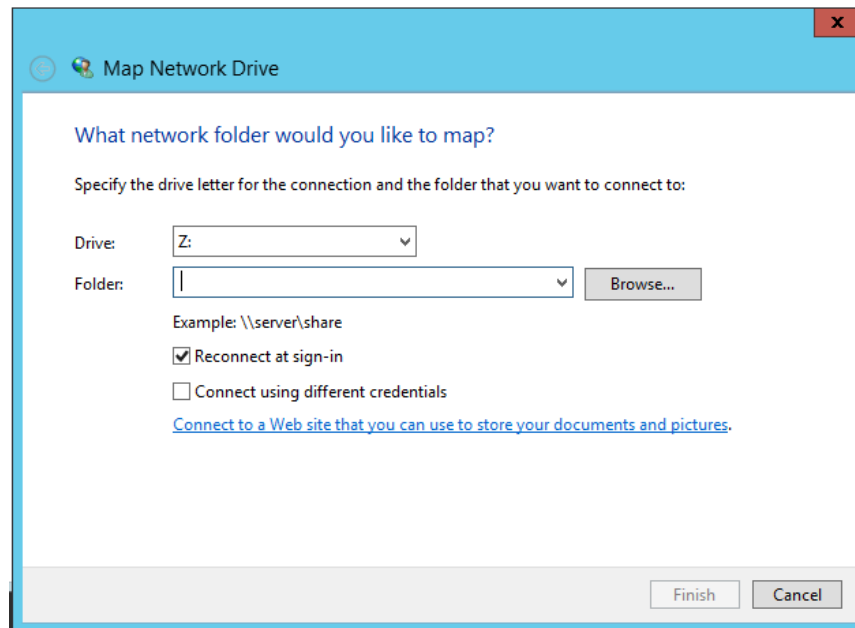 x
Map Network Drive
What network folder would you like to map?
Specify the drive letter for the connection and the folder that you want to connect to:
Drive: Z:
Folder: Browse...
Example: \\server\share
Reconnect at sign-in
Connect using different credentials
Connect to a Web site that you can use to store your documents and pictures.
Finish Cancel